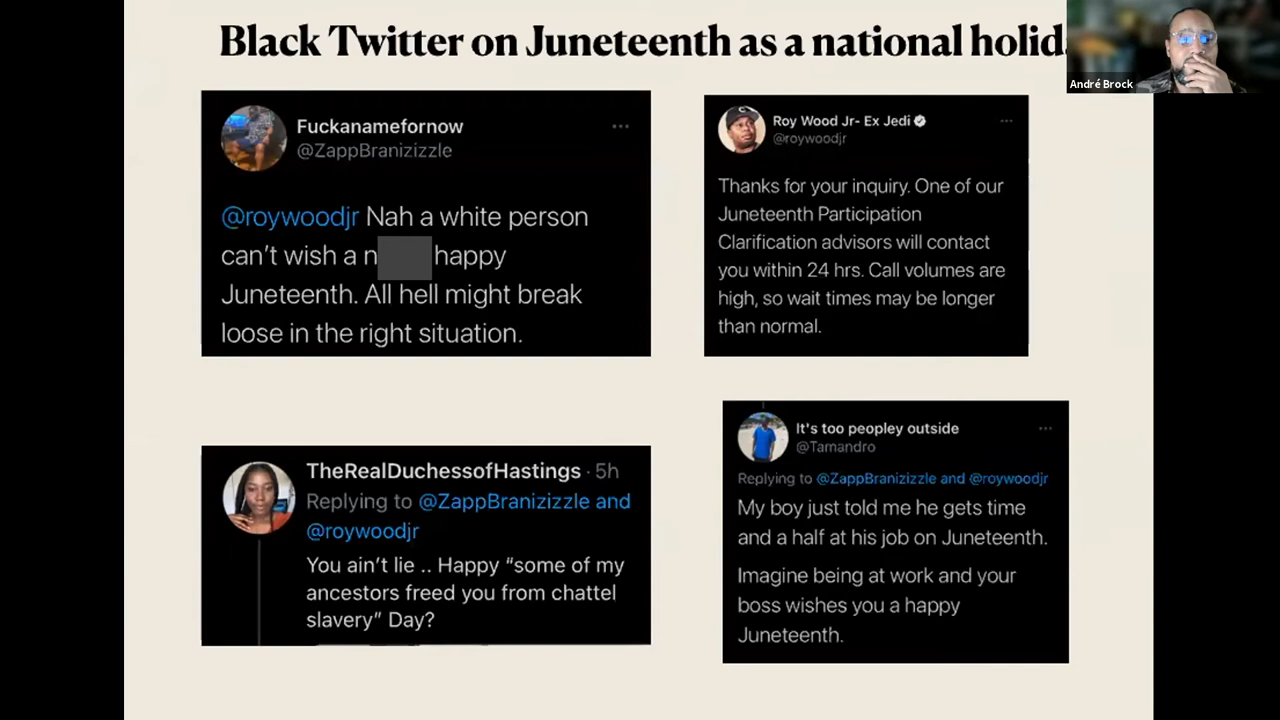 Black Twitter on Juneteenth as a national holid
André Brock
Fuckanamefornow
@ZappBranizizzle
@roywoodjr Nah a white person
can't wish a n happy
Juneteenth. All hell might break
loose in the right situation.
Roy Wood Jr- Ex Jedi
@roywoodjr
Thanks for your inquiry. One of our
Juneteenth Participation
Clarification advisors will contact
you within 24 hrs. Call volumes are
high, so wait times may be longer
than normal.
TheRealDuchessofHastings · 5h
Replying to @ZappBranizizzle and
@roywoodjr
You ain't lie .. Happy “some of my
ancestors freed you from chattel
slavery” Day?
It's too peopley outside
@Tamandro
Replying to @ZappBranizizzle and @roywoodjr
My boy just told me he gets time
and a half at his job on Juneteenth.
Imagine being at work and your
boss wishes you a happy
Juneteenth.